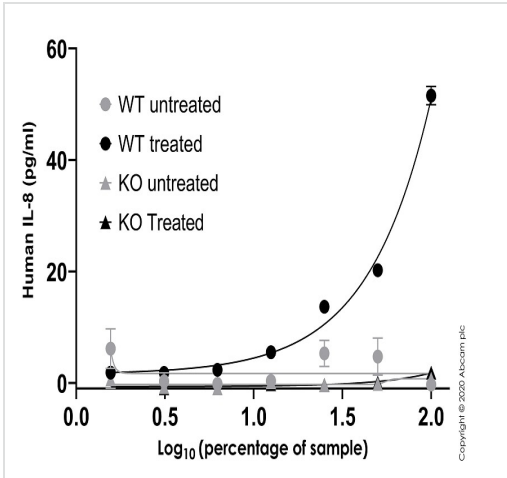 60
40
20
0
Human IL-8 (pg/ml)
WT untreated
WT treated
KO untreated
KO Treated
0.0 0.5 1.0 1.5 2.0
Log10 (percentage of sample)
Copyright © 2020 Abcam plc